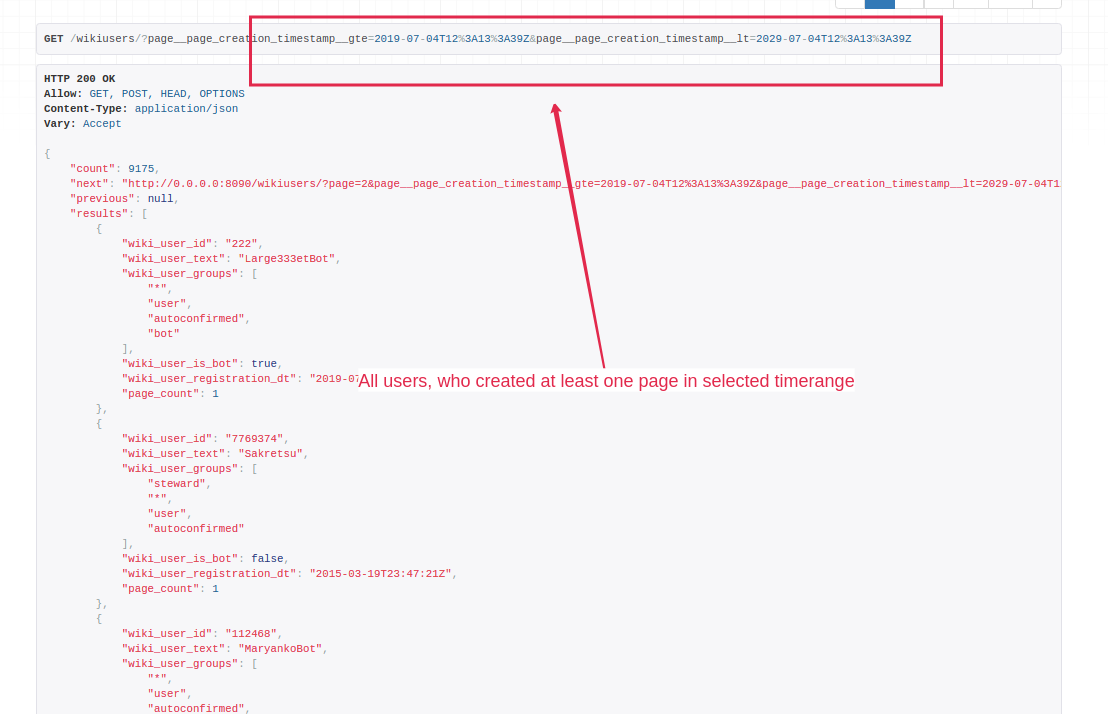 GET /wikiusers/?page__page_creation_timestamp__gte=2019-07-04T12%3A13%3A39Z&page__page_creation_timestamp__lt=2029-07-04T12%3A13%3A39Z
HTTP 200 OK
Allow: GET, POST, HEAD, OPTIONS
Content-Type: application/json
Vary: Accept
{
"count": 9175,
"next": "http://0.0.0.0:8090/wikiusers/?page=2&page__page_creation_timestamp__gte=2019-07-04T12%3A13%3A39Z&page__page_creation_timestamp__lt=2029-07-04T1
"previous": null,
"results": [
{
"wiki_user_id": "222",
"wiki_user_text": "Large333etBot",
"wiki_user_groups": [
"*",
"user",
"autoconfirmed",
"bot"
],
"wiki_user_is_bot": true,
"wiki_user_registration_dt": "2019-07
All users, who created at least one page in selected timerange
"page_count": 1
},
{
"wiki_user_id": "7769374",
"wiki_user_text": "Sakretsu",
"wiki_user_groups": [
"steward",
"*",
"user",
"autoconfirmed"
],
"wiki_user_is_bot": false,
"wiki_user_registration_dt": "2015-03-19T23:47:21Z",
"page_count": 1
},
{
"wiki_user_id": "112468",
"wiki_user_text": "MaryankoBot",
"wiki_user_groups": [
"*",
"user",
"autoconfirmed",